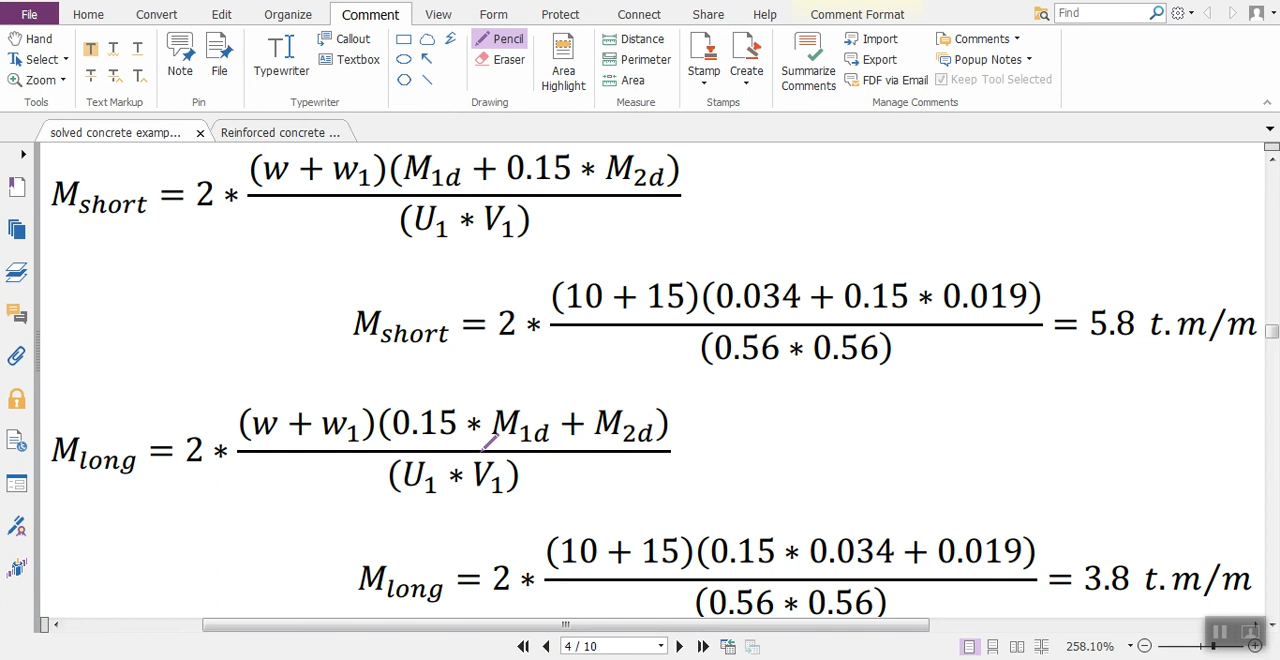 File Home Convert Edit Organize Comment View Form Protect Connect Share Help Comment Format Find
Hand Select Zoom Tools
Text Markup
Note File Pin
Typewriter Callout Textbox Typewriter
Pencil Eraser Drawing
Area Highlight
Distance Perimeter Area Measure
Stamp Create Stamps
Summarize Comments Import Export FDF via Email Comments Popup Notes Keep Tool Selected Manage Comments
solved concrete examp... × Reinforced concrete ...
M_short = 2 * (w + w_1)(M_1d + 0.15 * M_2d) / (U_1 * V_1)
M_short = 2 * (10 + 15)(0.034 + 0.15 * 0.019) / (0.56 * 0.56) = 5.8 t.m/m
M_long = 2 * (w + w_1)(0.15 * M_1d + M_2d) / (U_1 * V_1)
M_long = 2 * (10 + 15)(0.15 * 0.034 + 0.019) / (0.56 * 0.56) = 3.8 t.m/m
4 / 10 258.10%